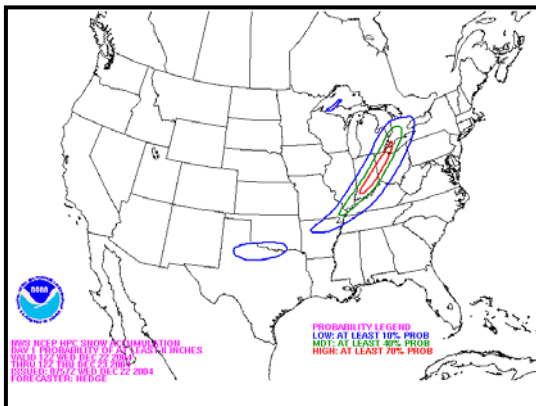 NOAA
NWS NCEP HPC SNOW ACCUMULATION
DAY 1 PROBABILITY OF AT LEAST 8 INCHES
VALID 12Z WED DEC 22 2004
THRU 12Z THU DEC 23 2004
ISSUED: 0757Z WED DEC 22 2004
FORECASTER: HEDGE
PROBABILITY LEGEND
LOW: AT LEAST 10% PROB
MDT: AT LEAST 40% PROB
HIGH: AT LEAST 70% PROB